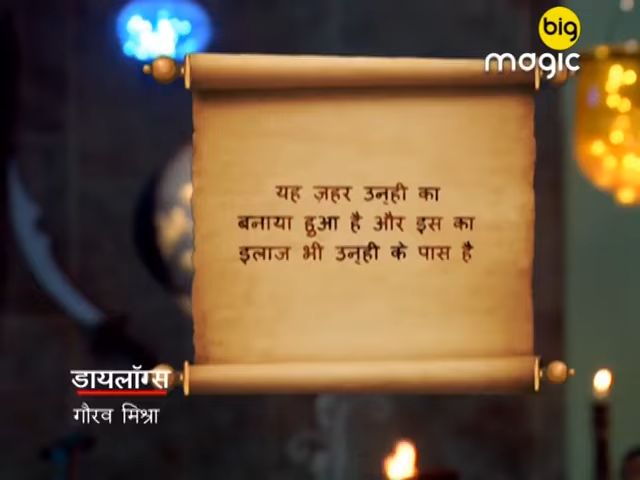 big
magic
यह ज़हर उन्ही का
बनाया हुआ है और इस का
इलाज भी उन्ही के पास है
डायलॉग्स
गौरव मिश्रा